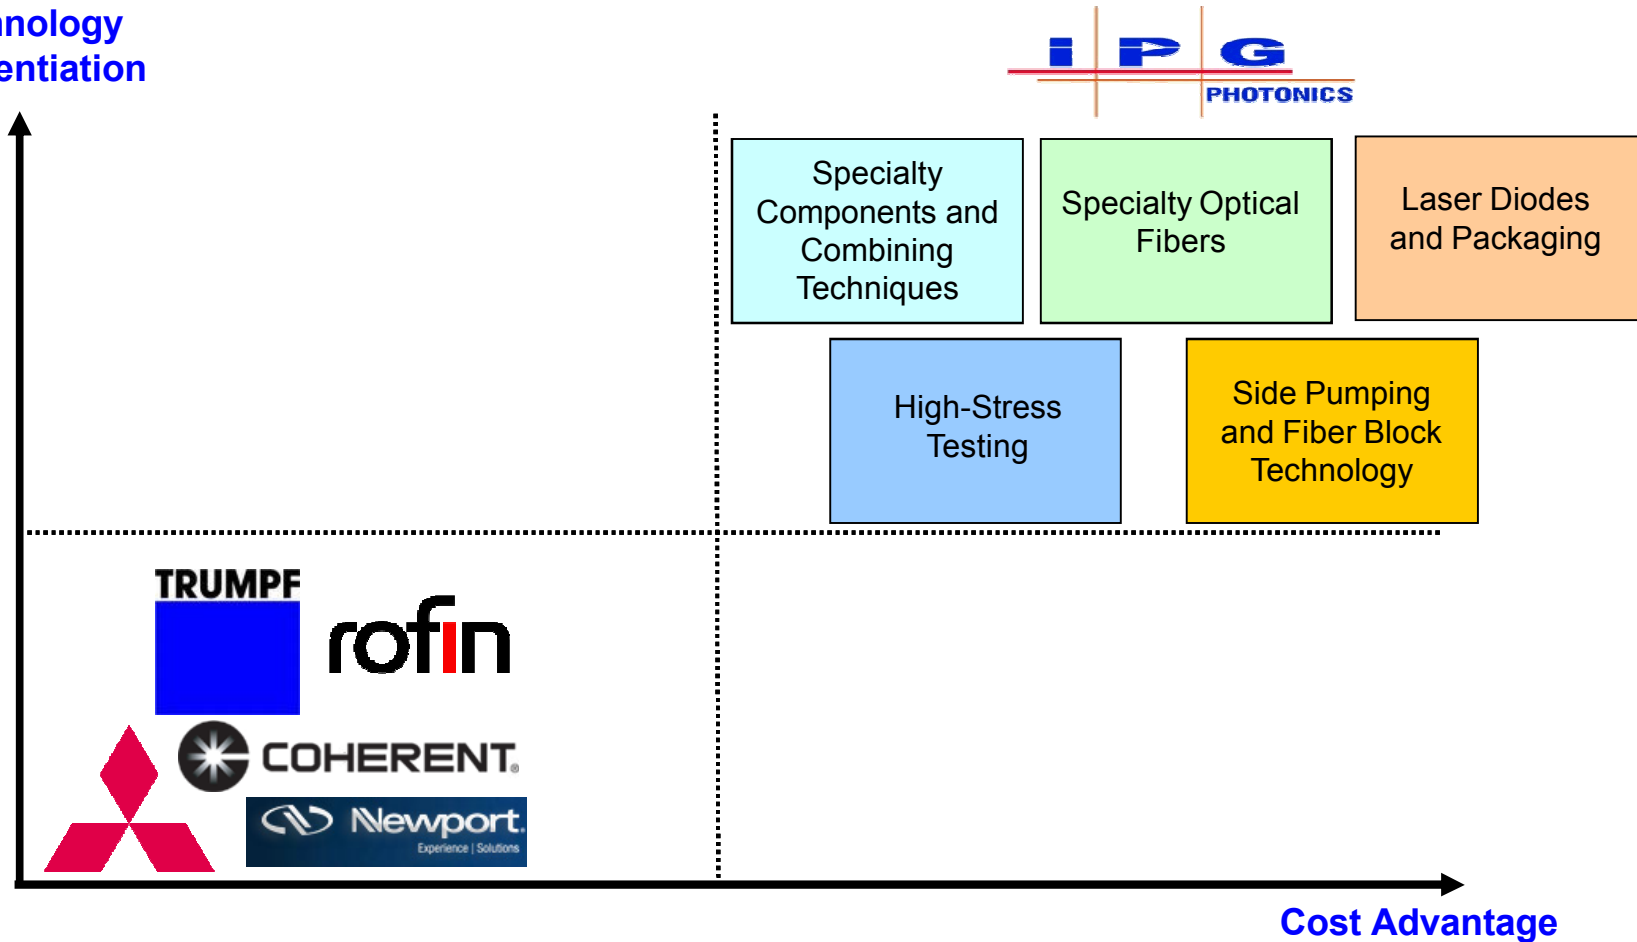 hnology
entiation
IPG
PHOTONICS
Specialty
Components and
Combining
Techniques
Specialty Optical
Fibers
Laser Diodes
and Packaging
High-Stress
Testing
Side Pumping
and Fiber Block
Technology
TRUMPF
rofin
COHERENT®
Newport.
Experience | Solutions
Cost Advantage